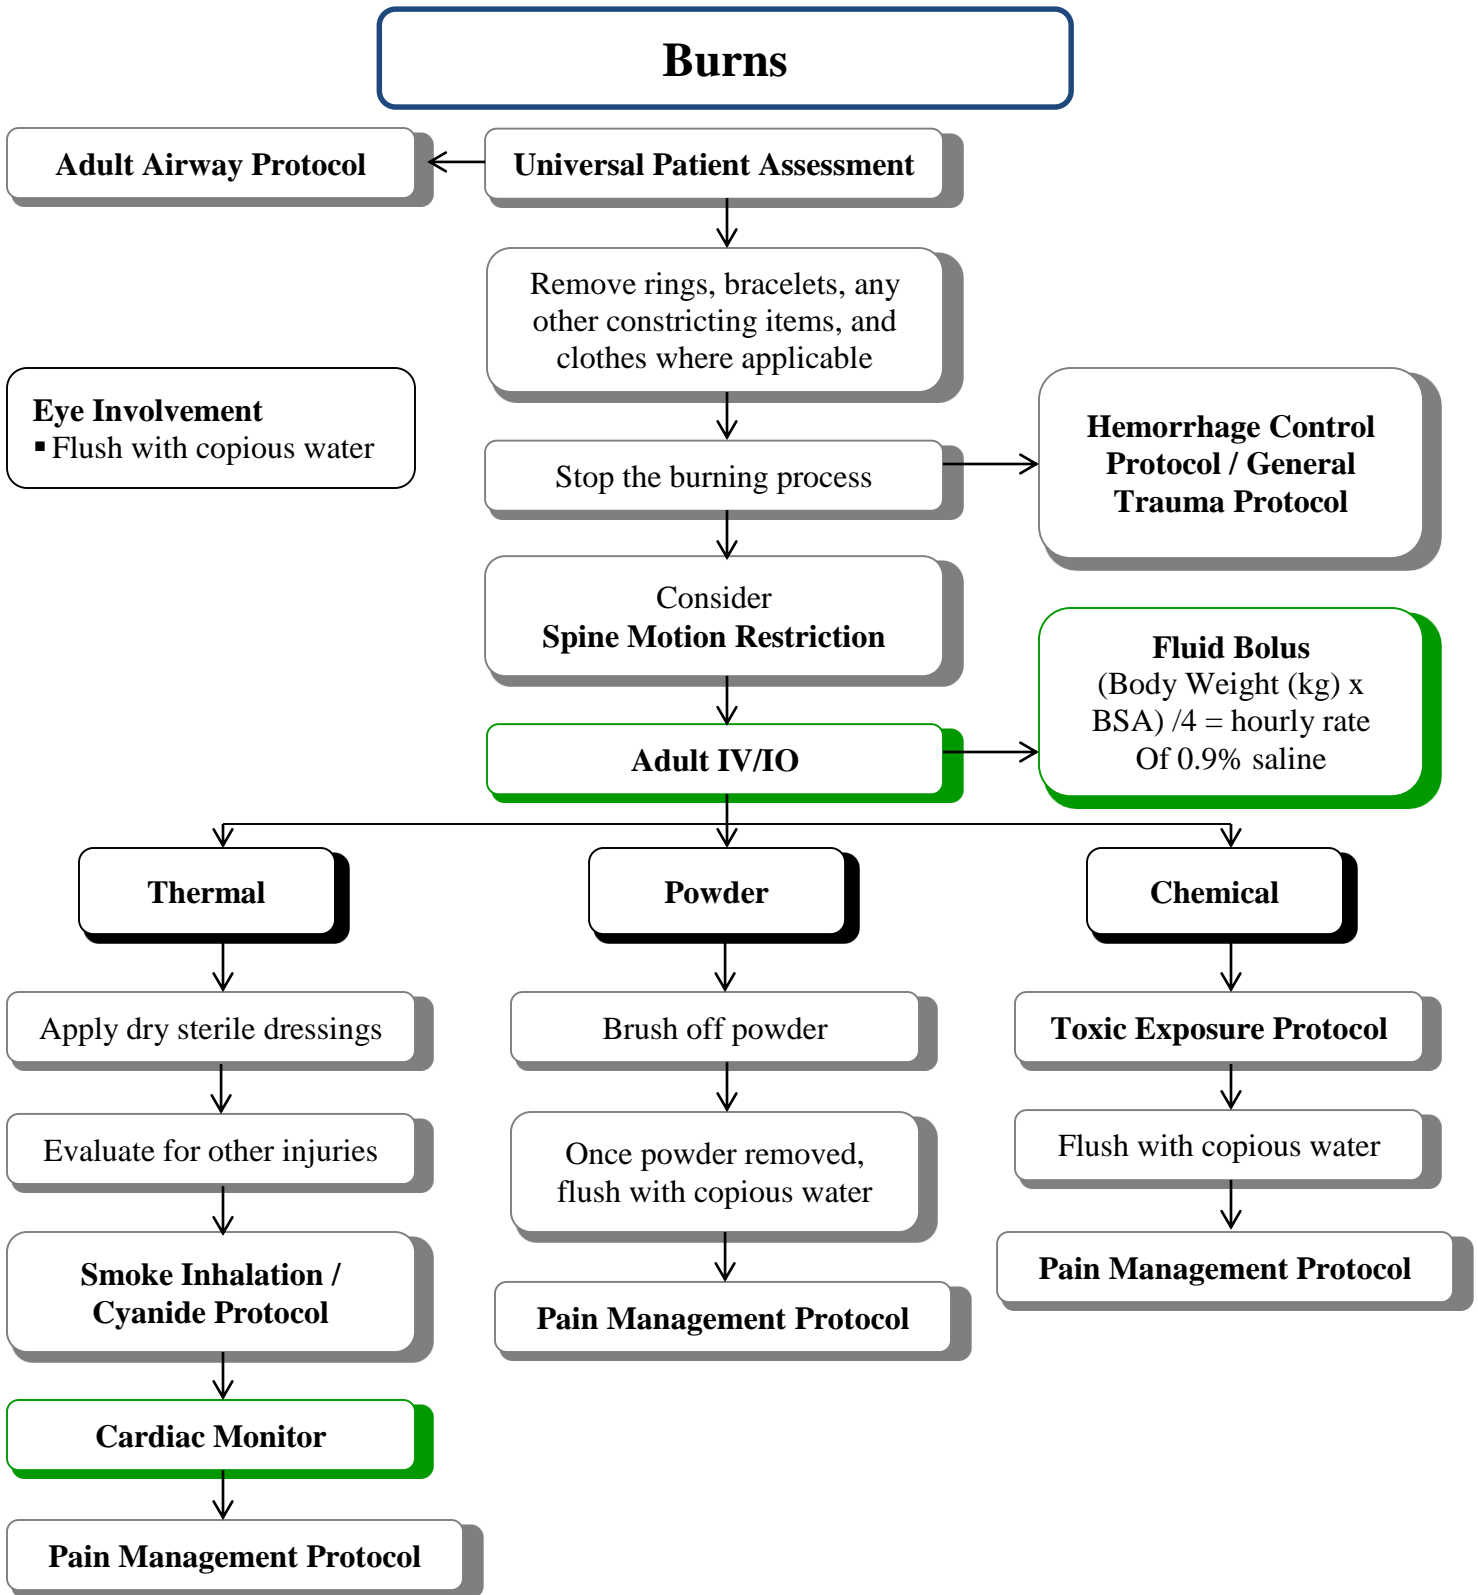 Burns
Adult Airway Protocol
Universal Patient Assessment
Remove rings, bracelets, any
other constricting items, and
clothes where applicable
Eye Involvement
▪ Flush with copious water
Stop the burning process
Hemorrhage Control
Protocol / General
Trauma Protocol
Consider
Spine Motion Restriction
Adult IV/IO
Fluid Bolus
(Body Weight (kg) x
BSA) /4 = hourly rate
Of 0.9% saline
Thermal
Powder
Chemical
Apply dry sterile dressings
Evaluate for other injuries
Smoke Inhalation /
Cyanide Protocol
Cardiac Monitor
Pain Management Protocol
Brush off powder
Once powder removed,
flush with copious water
Pain Management Protocol
Toxic Exposure Protocol
Flush with copious water
Pain Management Protocol